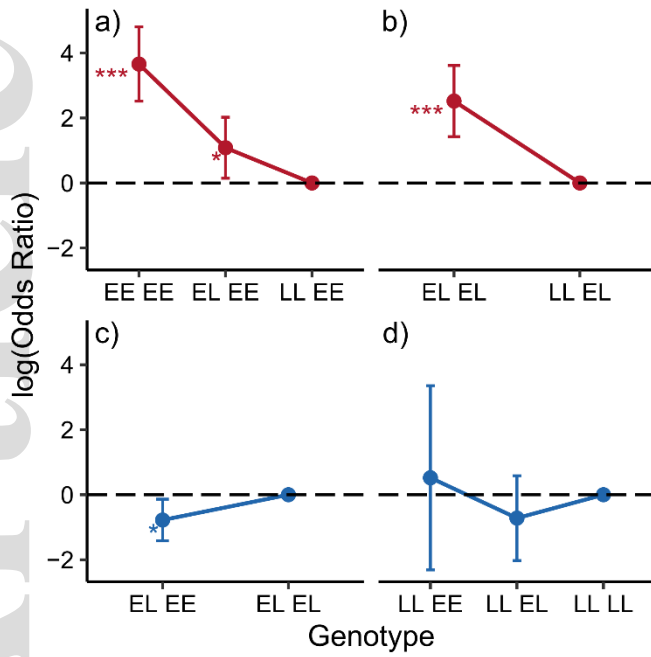 a)
b)
4
2
0
−2
***
*
***
EE EE EL EE LL EE
EL EL LL EL
log(Odds Ratio)
c)
d)
4
2
0
−2
*
EL EE EL EL
LL EE LL EL LL LL
Genotype